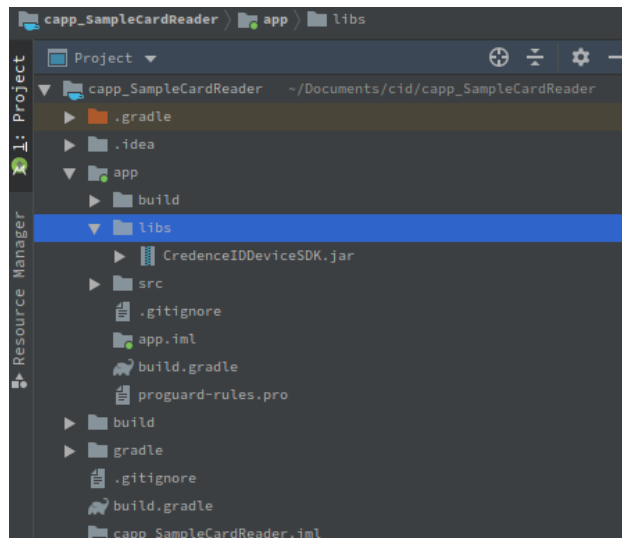 capp_SampleCardReader app libs
Project
1: Project
Resource Manager
capp_SampleCardReader ~/Documents/cid/capp_SampleCardReader
.gradle
.idea
app
build
libs
CredenceIDDeviceSDK.jar
src
.gitignore
app.iml
build.gradle
proguard-rules.pro
build
gradle
.gitignore
build.gradle
capp_SampleCardReader.iml